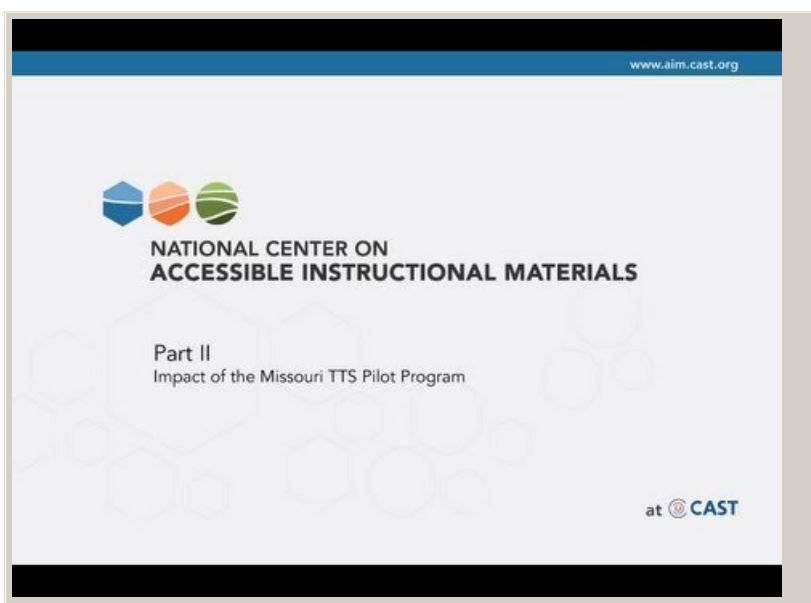 www.aim.cast.org
NATIONAL CENTER ON
ACCESSIBLE INSTRUCTIONAL MATERIALS
Part II
Impact of the Missouri TTS Pilot Program
at CAST